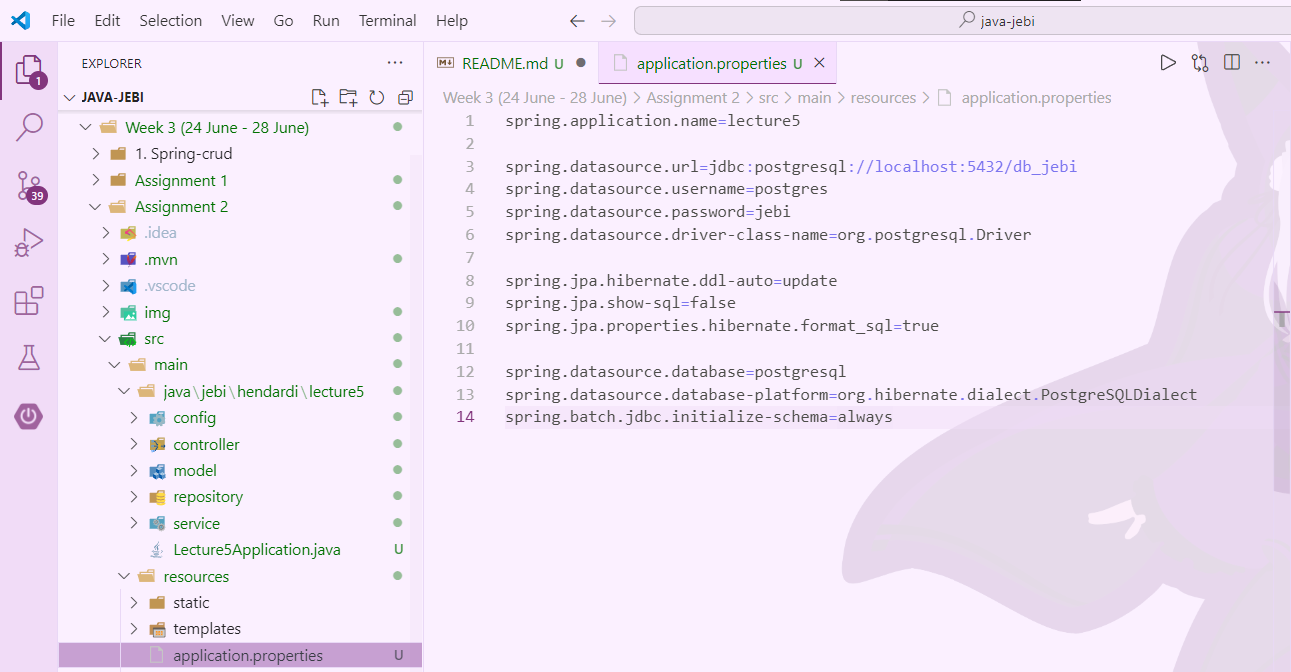 File Edit Selection View Go Run Terminal Help java-jebi
EXPLORER
1
JAVA-JEBI
Week 3 (24 June - 28 June)
1. Spring-crud
Assignment 1
39
Assignment 2
.idea
.mvn
.vscode
img
src
main
java\jebi\hendardi\lecture5
config
controller
model
repository
service
Lecture5Application.java U
resources
static
templates
application.properties U
README.md U application.properties U
Week 3 (24 June - 28 June) > Assignment 2 > src > main > resources > application.properties
1 spring.application.name=lecture5
2
3 spring.datasource.url=jdbc:postgresql://localhost:5432/db_jebi
4 spring.datasource.username=postgres
5 spring.datasource.password=jebi
6 spring.datasource.driver-class-name=org.postgresql.Driver
7
8 spring.jpa.hibernate.ddl-auto=update
9 spring.jpa.show-sql=false
10 spring.jpa.properties.hibernate.format_sql=true
11
12 spring.datasource.database=postgresql
13 spring.datasource.database-platform=org.hibernate.dialect.PostgreSQLDialect
14 spring.batch.jdbc.initialize-schema=always